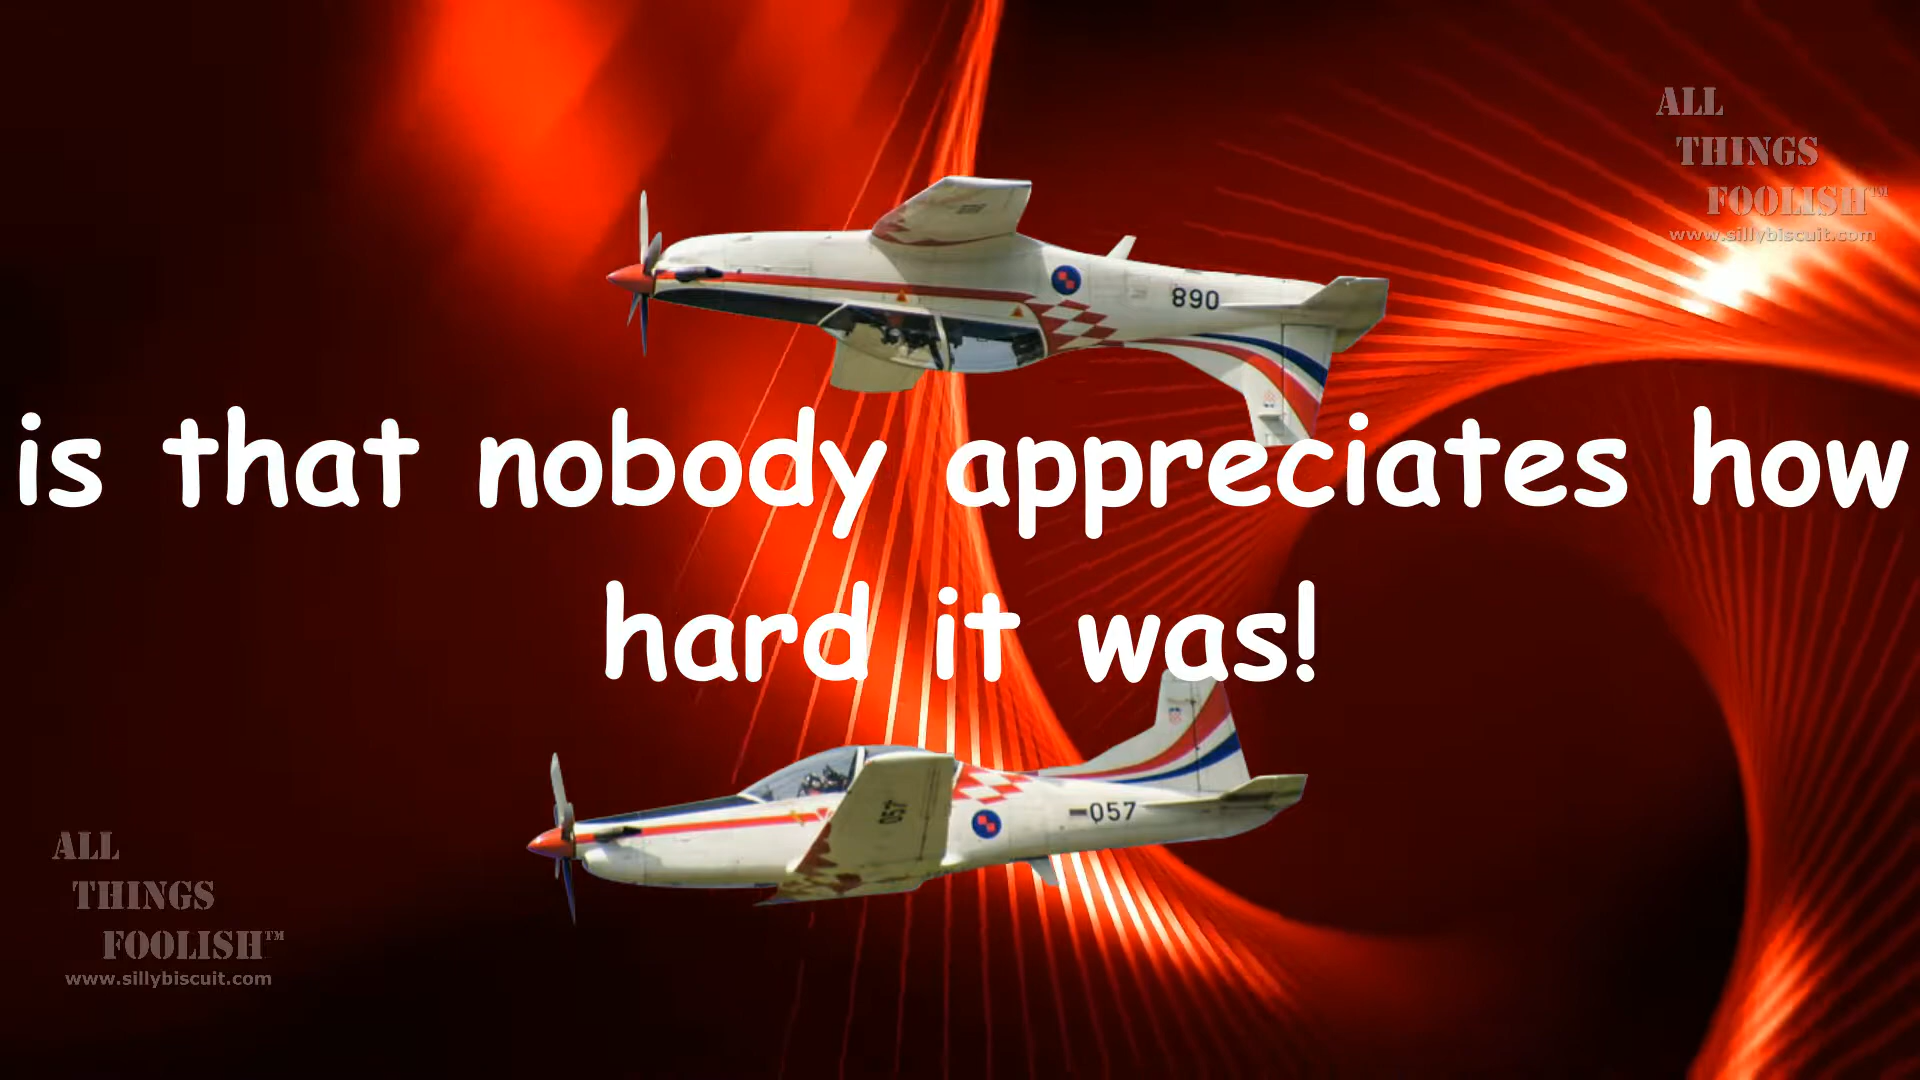 ALL
THINGS
FOOLISH™
www.sillybiscuit.com
890
is that nobody appreciates how
hard it was!
057
057
ALL
THINGS
FOOLISH™
www.sillybiscuit.com